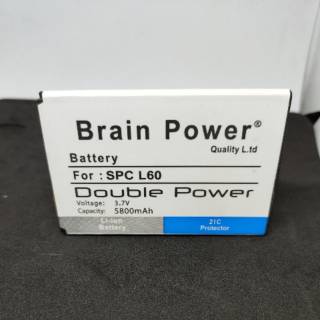 Brain Power®
Quality L.td
Battery
For : SPC L60
Double Power
Voltage: 3.7V
Capacity: 5800mAh
Li-Ion
Battery
2IC
Protector